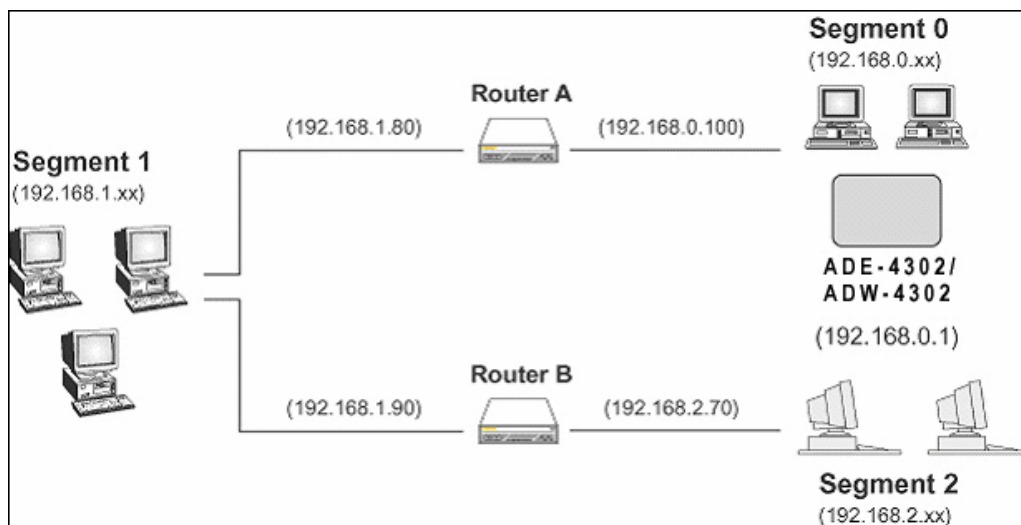 Segment 0
(192.168.0.xx)
Router A
(192.168.1.80)
(192.168.0.100)
Segment 1
(192.168.1.xx)
ADE-4302/
ADW-4302
(192.168.0.1)
Router B
(192.168.1.90)
(192.168.2.70)
Segment 2
(192.168.2.xx)